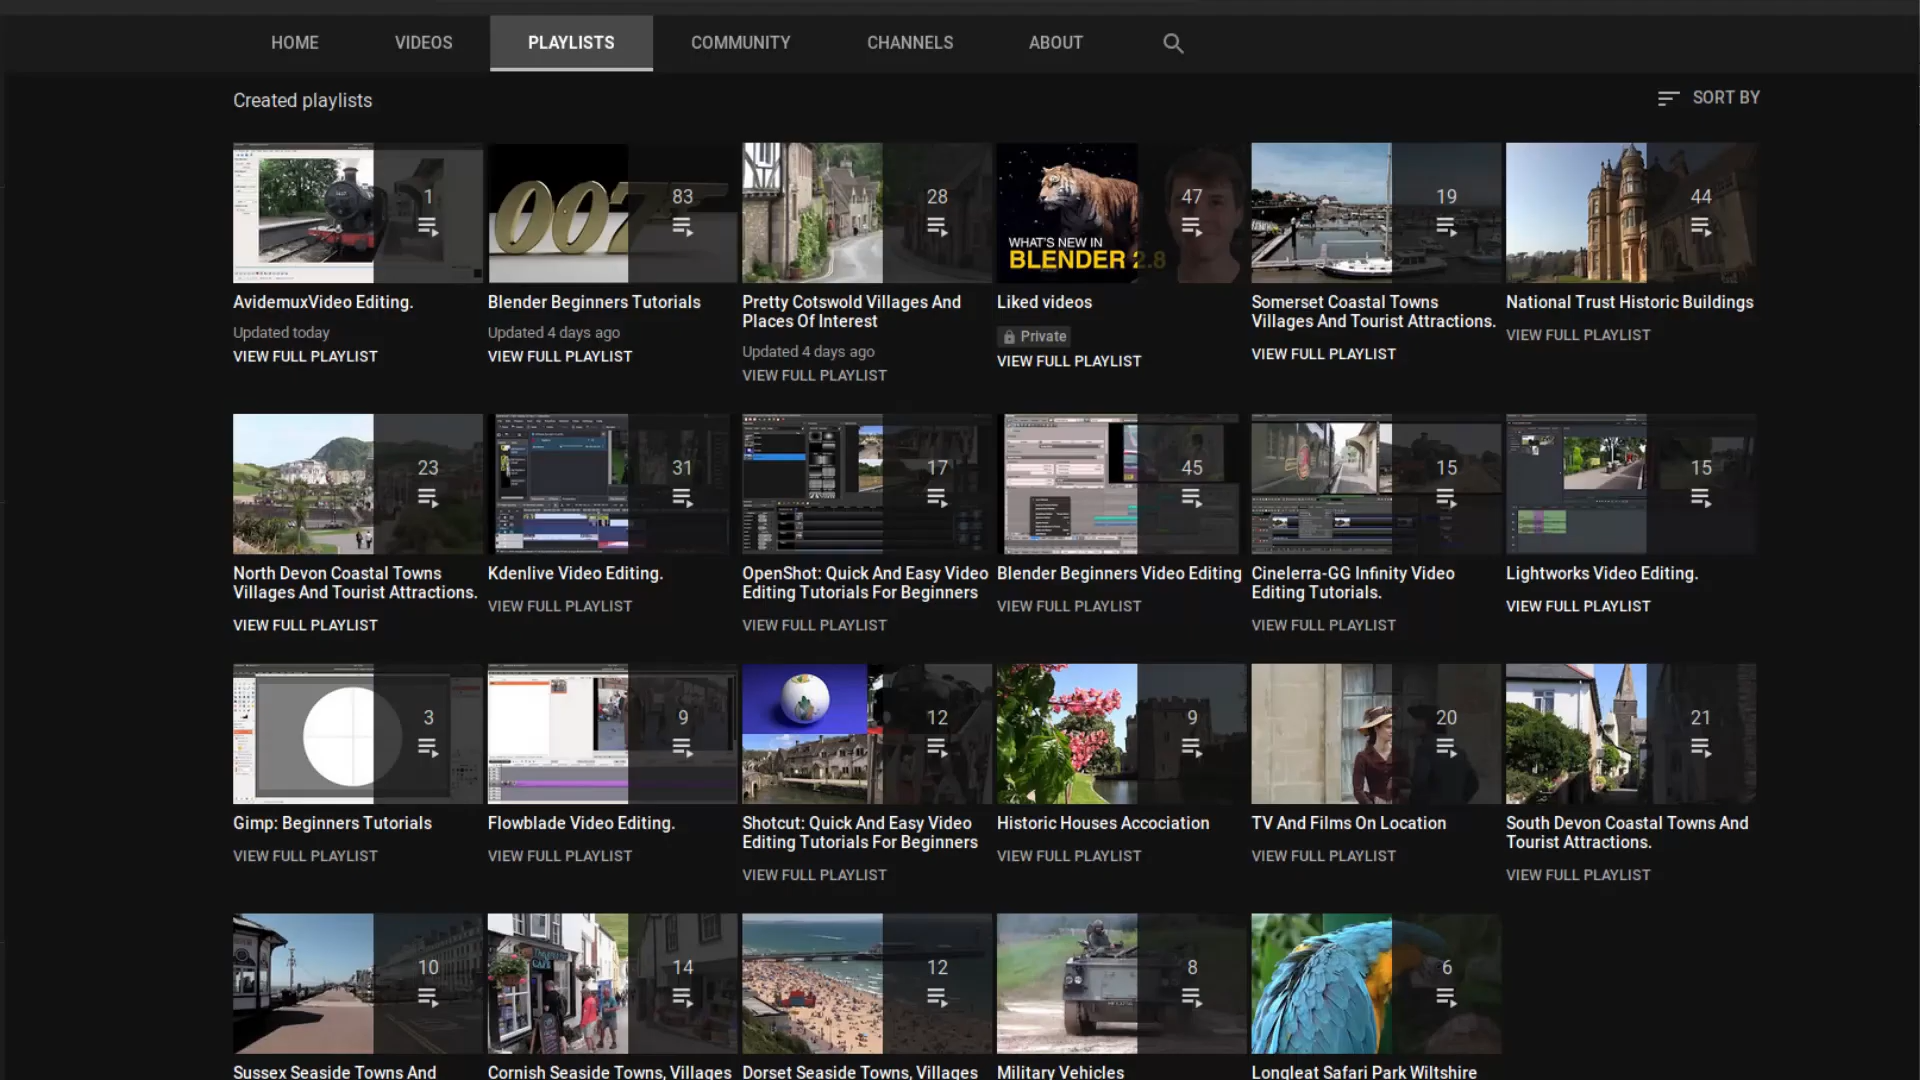 HOME VIDEOS PLAYLISTS COMMUNITY CHANNELS ABOUT
Created playlists
SORT BY
1
AvidemuxVideo Editing.
Updated today
VIEW FULL PLAYLIST
007
83
Blender Beginners Tutorials
Updated 4 days ago
VIEW FULL PLAYLIST
28
Pretty Cotswold Villages And
Places Of Interest
Updated 4 days ago
VIEW FULL PLAYLIST
47
WHAT'S NEW IN
BLENDER 2.8
Liked videos
Private
VIEW FULL PLAYLIST
19
Somerset Coastal Towns
Villages And Tourist Attractions.
VIEW FULL PLAYLIST
44
National Trust Historic Buildings
VIEW FULL PLAYLIST
23
North Devon Coastal Towns
Villages And Tourist Attractions.
VIEW FULL PLAYLIST
31
Kdenlive Video Editing.
VIEW FULL PLAYLIST
17
OpenShot: Quick And Easy Video
Editing Tutorials For Beginners
VIEW FULL PLAYLIST
45
Blender Beginners Video Editing
VIEW FULL PLAYLIST
15
Cinelerra-GG Infinity Video
Editing Tutorials.
VIEW FULL PLAYLIST
15
Lightworks Video Editing.
VIEW FULL PLAYLIST
3
Gimp: Beginners Tutorials
VIEW FULL PLAYLIST
9
Flowblade Video Editing.
VIEW FULL PLAYLIST
12
Shotcut: Quick And Easy Video
Editing Tutorials For Beginners
VIEW FULL PLAYLIST
9
Historic Houses Accociation
VIEW FULL PLAYLIST
20
TV And Films On Location
VIEW FULL PLAYLIST
21
South Devon Coastal Towns And
Tourist Attractions.
VIEW FULL PLAYLIST
10
Sussex Seaside Towns And
14
Cornish Seaside Towns, Villages
12
Dorset Seaside Towns, Villages
8
Military Vehicles
6
Longleat Safari Park Wiltshire